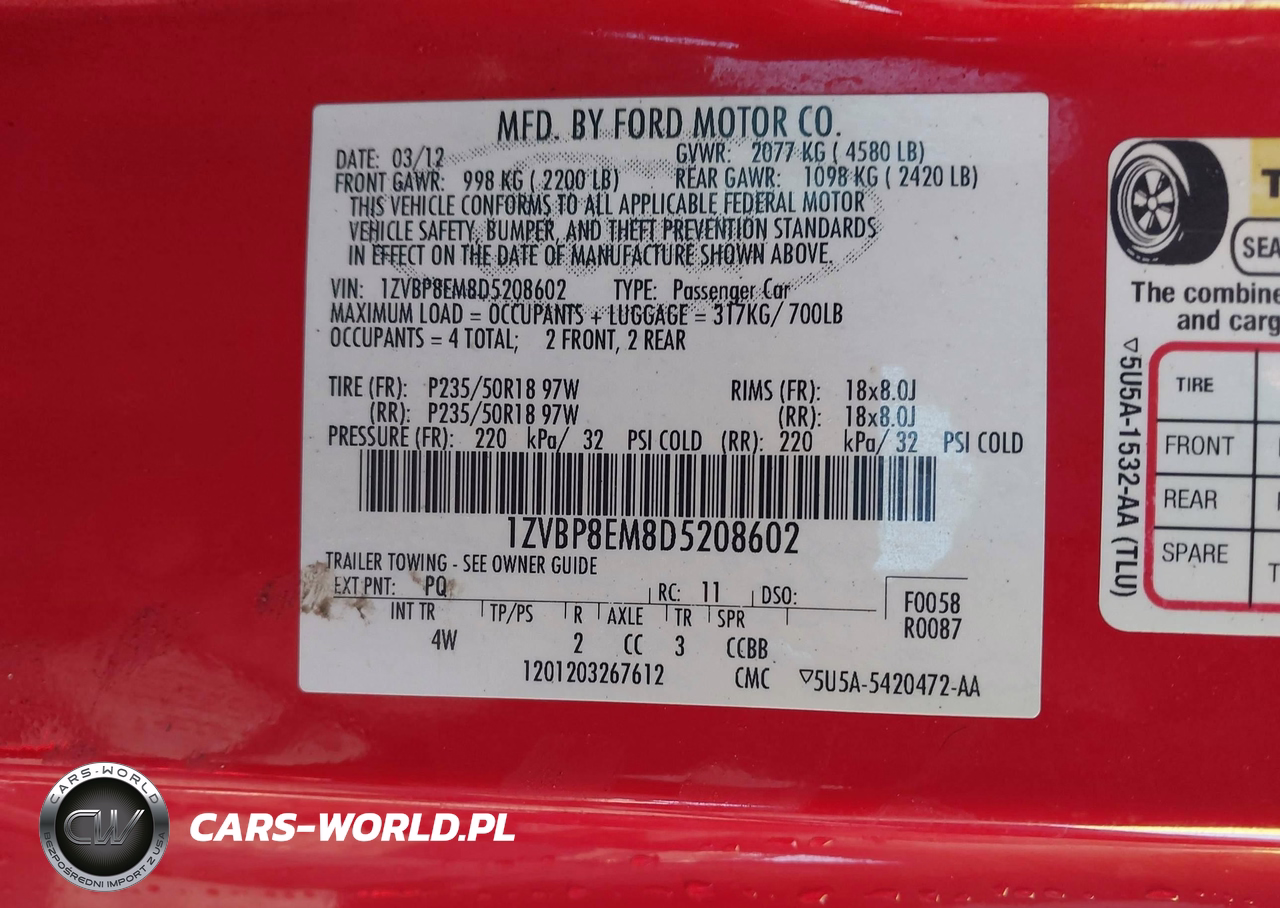 MFD. BY FORD MOTOR CO.
DATE: 03/12 GVWR: 2077 KG ( 4580 LB)
FRONT GAWR: 998 KG ( 2200 LB) REAR GAWR: 1098 KG ( 2420 LB)
THIS VEHICLE CONFORMS TO ALL APPLICABLE FEDERAL MOTOR
VEHICLE SAFETY, BUMPER, AND THEFT PREVENTION STANDARDS
IN EFFECT ON THE DATE OF MANUFACTURE SHOWN ABOVE.
VIN: 1ZVBP8EM8D5208602 TYPE: Passenger Car
MAXIMUM LOAD = OCCUPANTS + LUGGAGE = 317KG/ 700LB
OCCUPANTS = 4 TOTAL; 2 FRONT, 2 REAR
TIRE (FR): P235/50R18 97W RIMS (FR): 18x8.0J
(RR): P235/50R18 97W (RR): 18x8.0J
PRESSURE (FR): 220 kPa/ 32 PSI COLD (RR): 220 kPa/ 32 PSI COLD
1ZVBP8EM8D5208602
TRAILER TOWING - SEE OWNER GUIDE
EXT PNT: PQ RC: 11 DSO:
INT TR TP/PS R AXLE TR SPR
4W 2 CC 3 CCBB
F0058
R0087
1201203267612 CMC ▽5U5A-5420472-AA
T
SEA
The combine
and carg
▽5U5A-1532-AA (TLU)
TIRE
FRONT
REAR
SPARE
T
CARS-WORLD
CW
BEZPOŚREDNI IMPORT Z USA
CARS-WORLD.PL